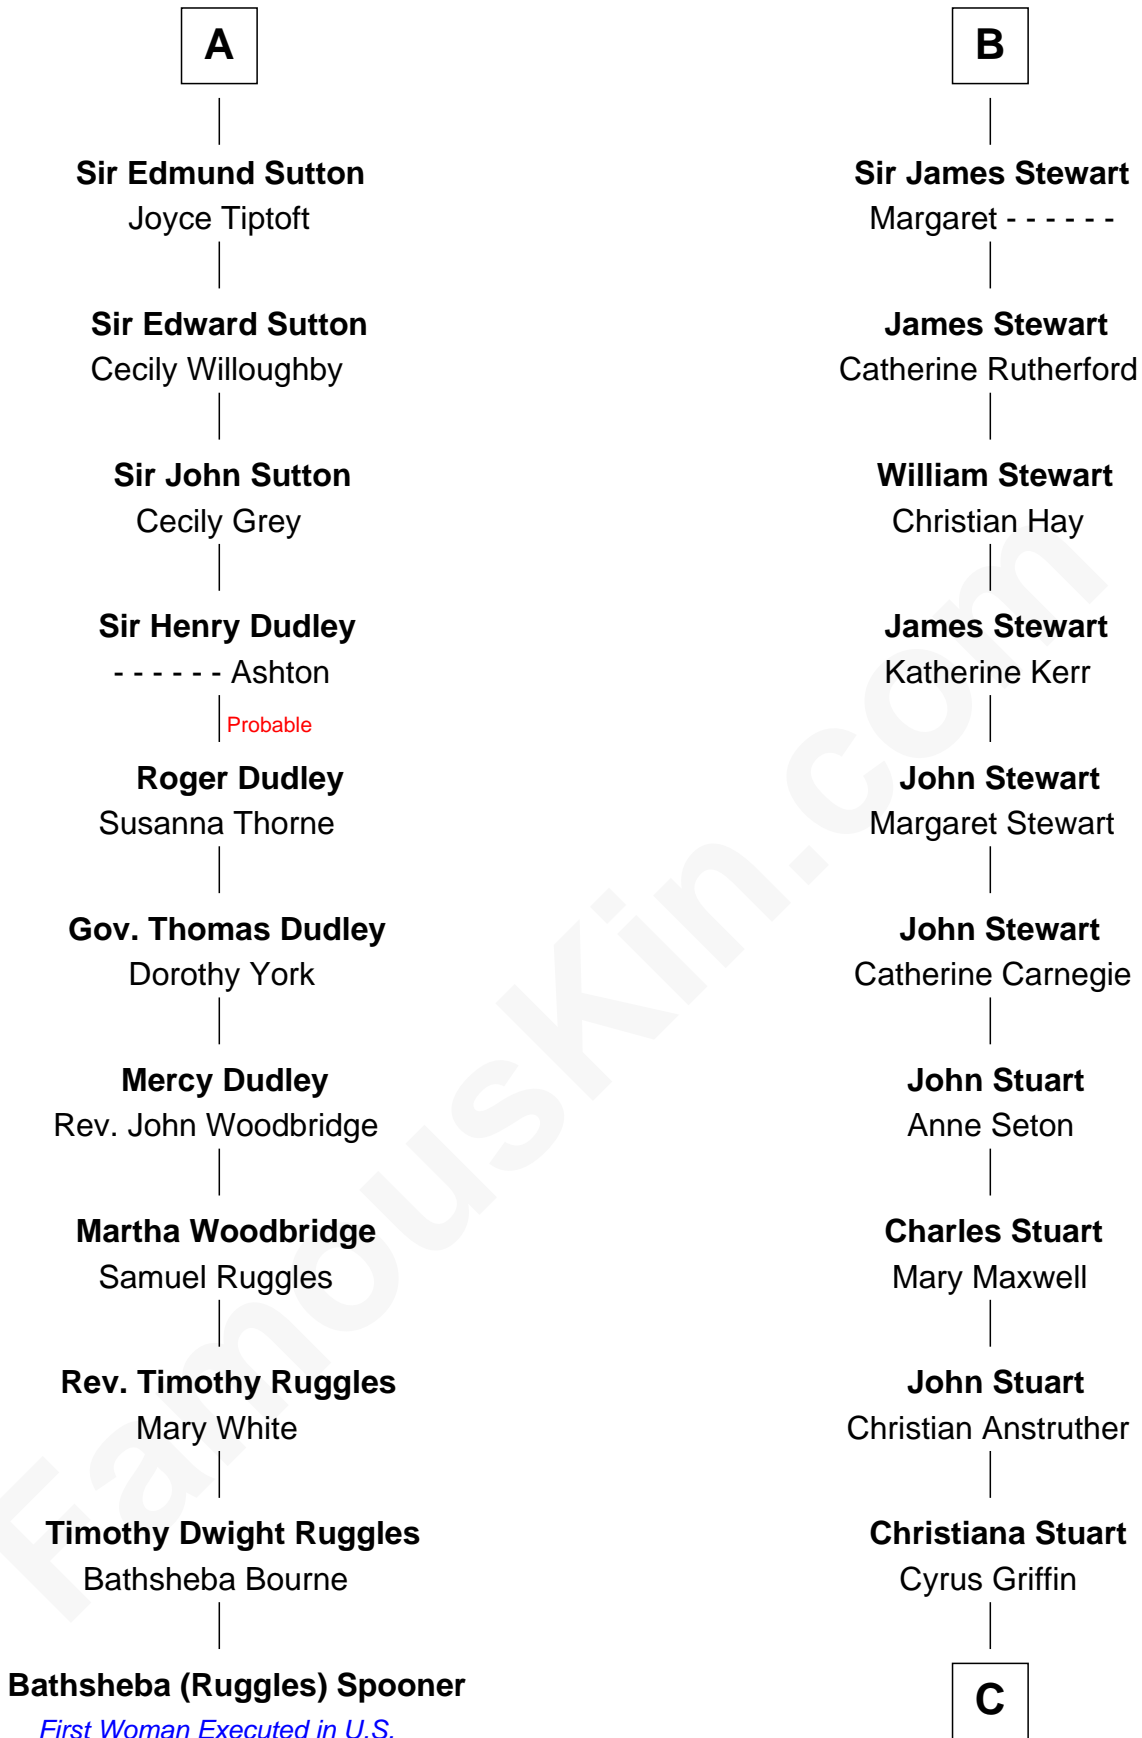 A
Sir Edmund Sutton
Joyce Tiptoft
Sir Edward Sutton
Cecily Willoughby
Sir John Sutton
Cecily Grey
Sir Henry Dudley
- - - - - - Ashton
Probable
Roger Dudley
Susanna Thorne
Gov. Thomas Dudley
Dorothy York
Mercy Dudley
Rev. John Woodbridge
Martha Woodbridge
Samuel Ruggles
Rev. Timothy Ruggles
Mary White
Timothy Dwight Ruggles
Bathsheba Bourne
Bathsheba (Ruggles) Spooner
First Woman Executed in U.S.
B
Sir James Stewart
Margaret - - - - - -
James Stewart
Catherine Rutherford
William Stewart
Christian Hay
James Stewart
Katherine Kerr
John Stewart
Margaret Stewart
John Stewart
Catherine Carnegie
John Stuart
Anne Seton
Charles Stuart
Mary Maxwell
John Stuart
Christian Anstruther
Christiana Stuart
Cyrus Griffin
C
FamousKin.com